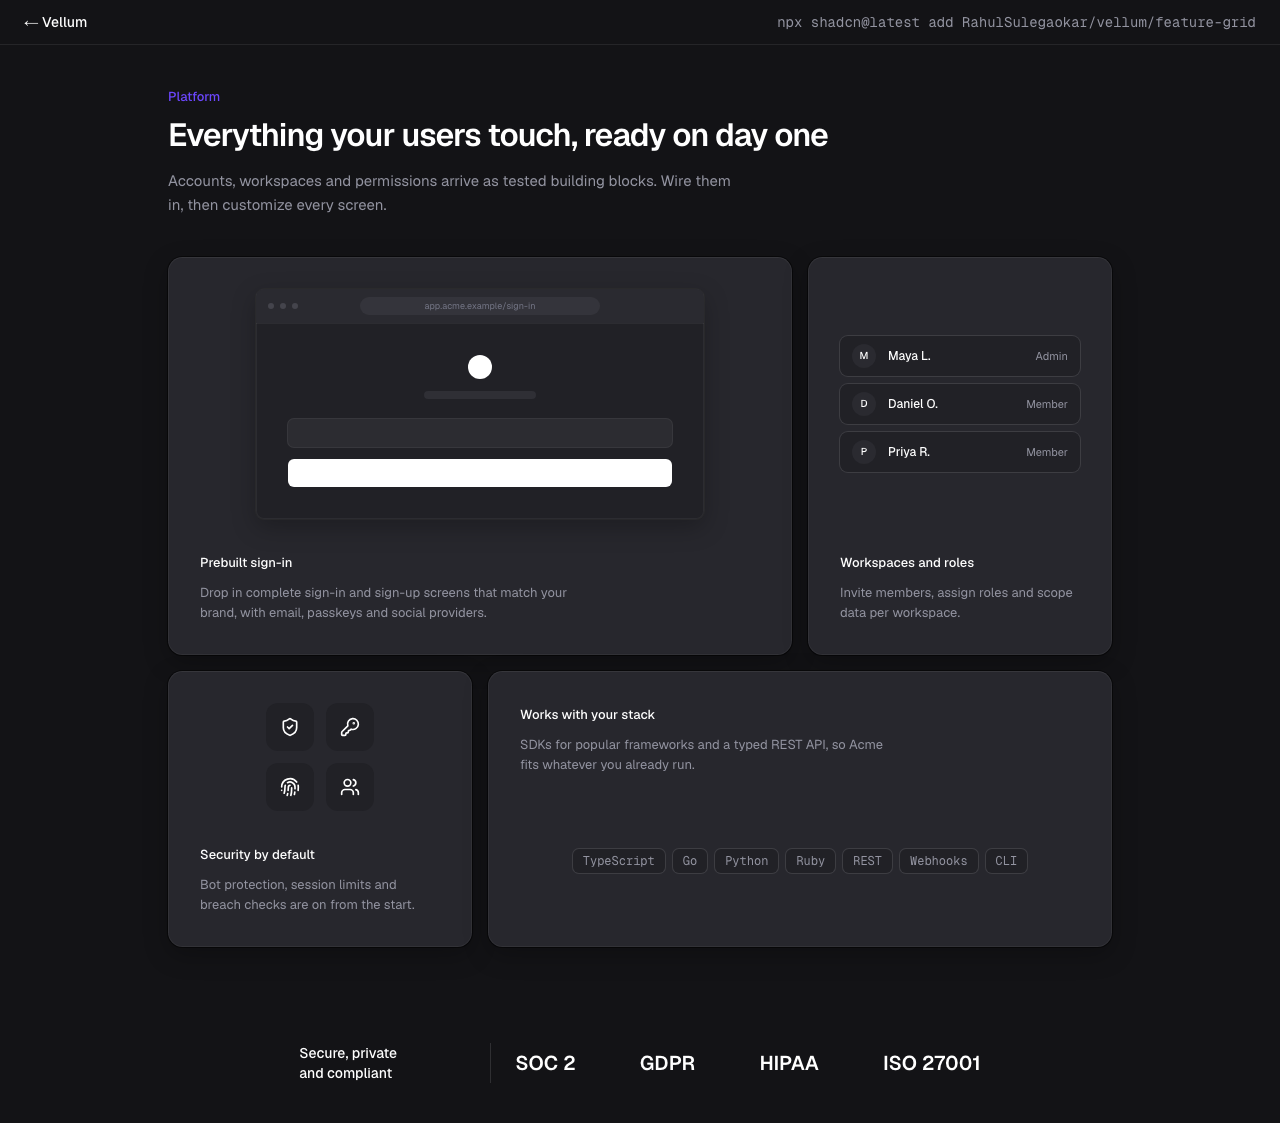 ← Vellum
npx shadcn@latest add RahulSulegaokar/vellum/feature-grid
Platform
Everything your users touch, ready on day one
Accounts, workspaces and permissions arrive as tested building blocks. Wire them
in, then customize every screen.
app.acme.example/sign-in
Prebuilt sign-in
Drop in complete sign-in and sign-up screens that match your
brand, with email, passkeys and social providers.
M Maya L. Admin
D Daniel O. Member
P Priya R. Member
Workspaces and roles
Invite members, assign roles and scope
data per workspace.
Security by default
Bot protection, session limits and
breach checks are on from the start.
Works with your stack
SDKs for popular frameworks and a typed REST API, so Acme
fits whatever you already run.
TypeScript Go Python Ruby REST Webhooks CLI
Secure, private
and compliant
SOC 2 GDPR HIPAA ISO 27001